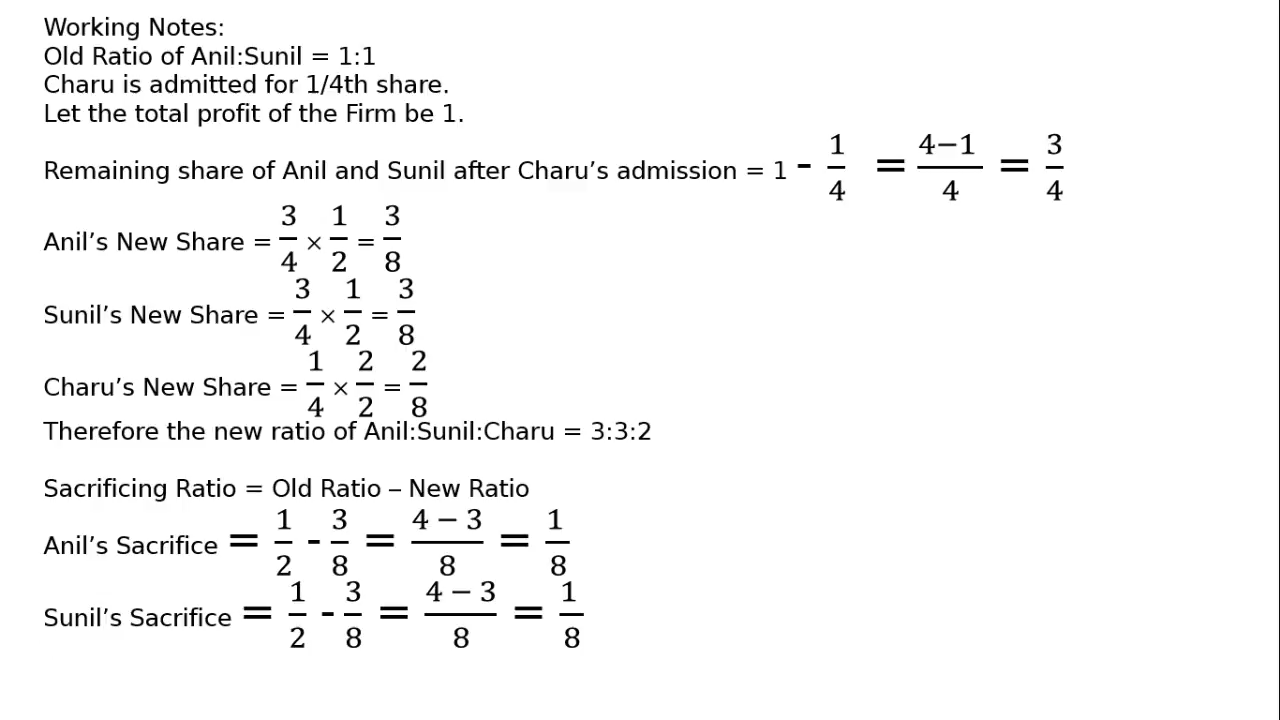 Working Notes:
Old Ratio of Anil:Sunil = 1:1
Charu is admitted for 1/4th share.
Let the total profit of the Firm be 1.
Remaining share of Anil and Sunil after Charu’s admission = 1 - 1/4 = 4−1/4 = 3/4
Anil’s New Share = 3/4 × 1/2 = 3/8
Sunil’s New Share = 3/4 × 1/2 = 3/8
Charu’s New Share = 1/4 × 2/2 = 2/8
Therefore the new ratio of Anil:Sunil:Charu = 3:3:2
Sacrificing Ratio = Old Ratio – New Ratio
Anil’s Sacrifice = 1/2 - 3/8 = 4 − 3/8 = 1/8
Sunil’s Sacrifice = 1/2 - 3/8 = 4 − 3/8 = 1/8